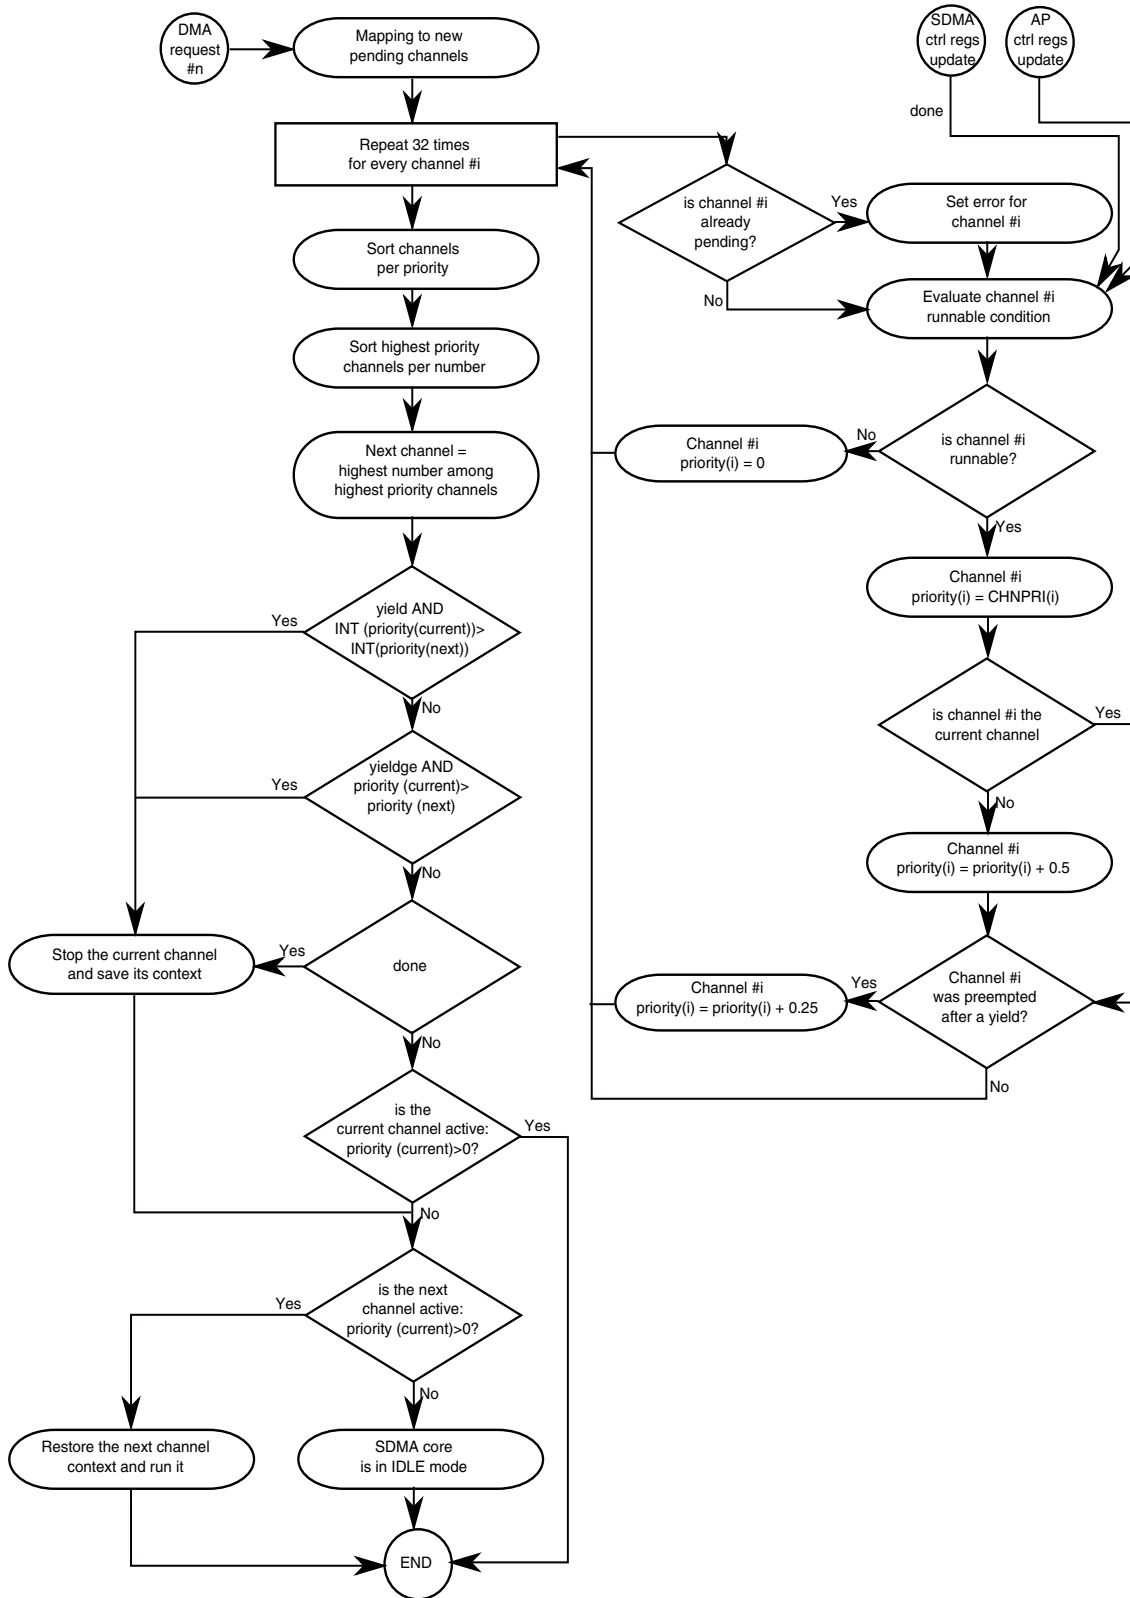 DMA
request
#n
Mapping to new
pending channels
SDMA
ctrl regs
update
AP
ctrl regs
update
done
Repeat 32 times
for every channel #i
is channel #i
already
pending?
Yes
Set error for
channel #i
No
Evaluate channel #i
runnable condition
Sort channels
per priority
Sort highest priority
channels per number
Next channel =
highest number among
highest priority channels
is channel #i
runnable?
No
Channel #i
priority(i) = 0
Yes
Channel #i
priority(i) = CHNPRI(i)
is channel #i the
current channel
Yes
No
Channel #i
priority(i) = priority(i) + 0.5
Channel #i
was preempted
after a yield?
Yes
Channel #i
priority(i) = priority(i) + 0.25
No
yield AND
INT (priority(current))>
INT(priority(next))
Yes
No
yieldge AND
priority (current)>
priority (next)
Yes
No
done
Yes
Stop the current channel
and save its context
No
is the
current channel active:
priority (current)>0?
Yes
No
is the next
channel active:
priority (current)>0?
Yes
No
Restore the next channel
context and run it
SDMA core
is in IDLE mode
END